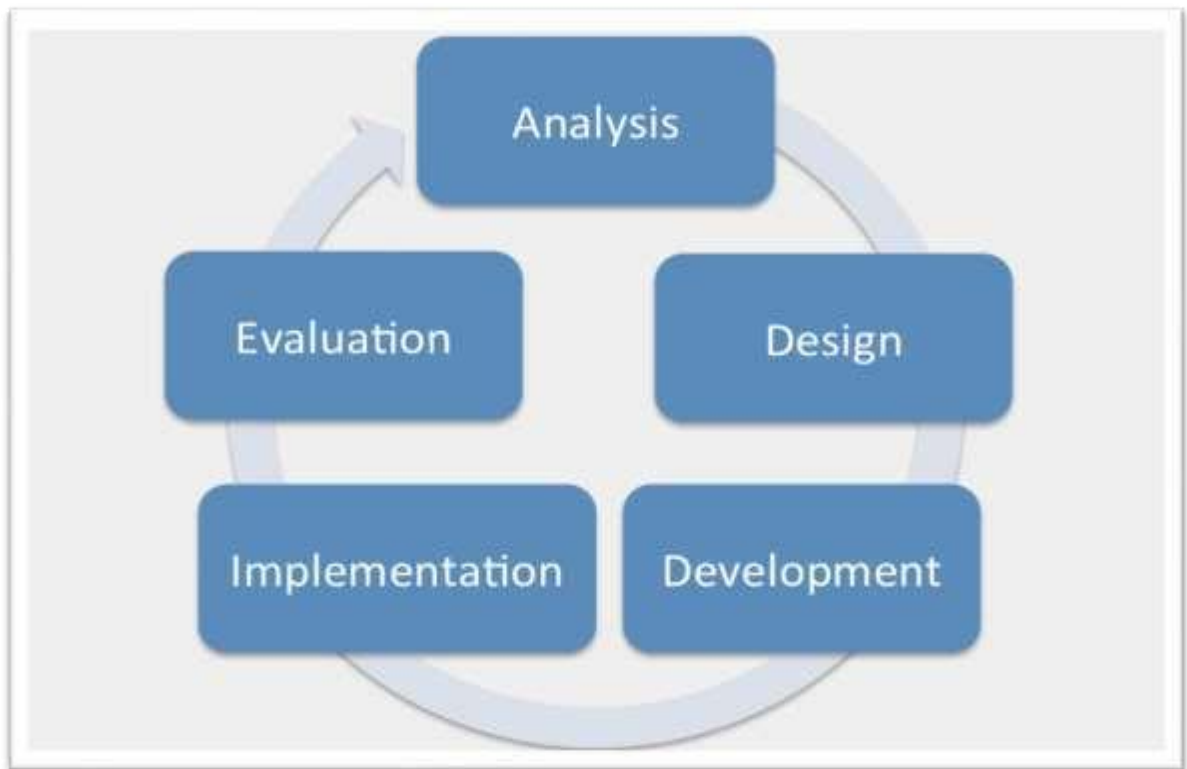 Analysis
Design
Development
Implementation
Evaluation